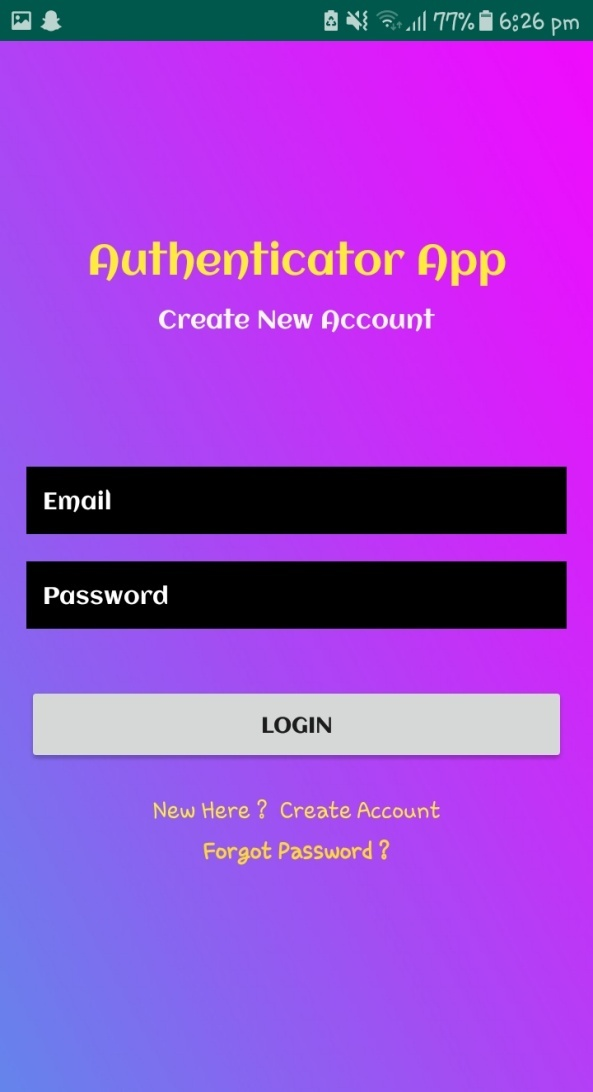 77% 6:26 pm
Authenticator App
Create New Account
Email
Password
LOGIN
New Here ? Create Account
Forgot Password ?